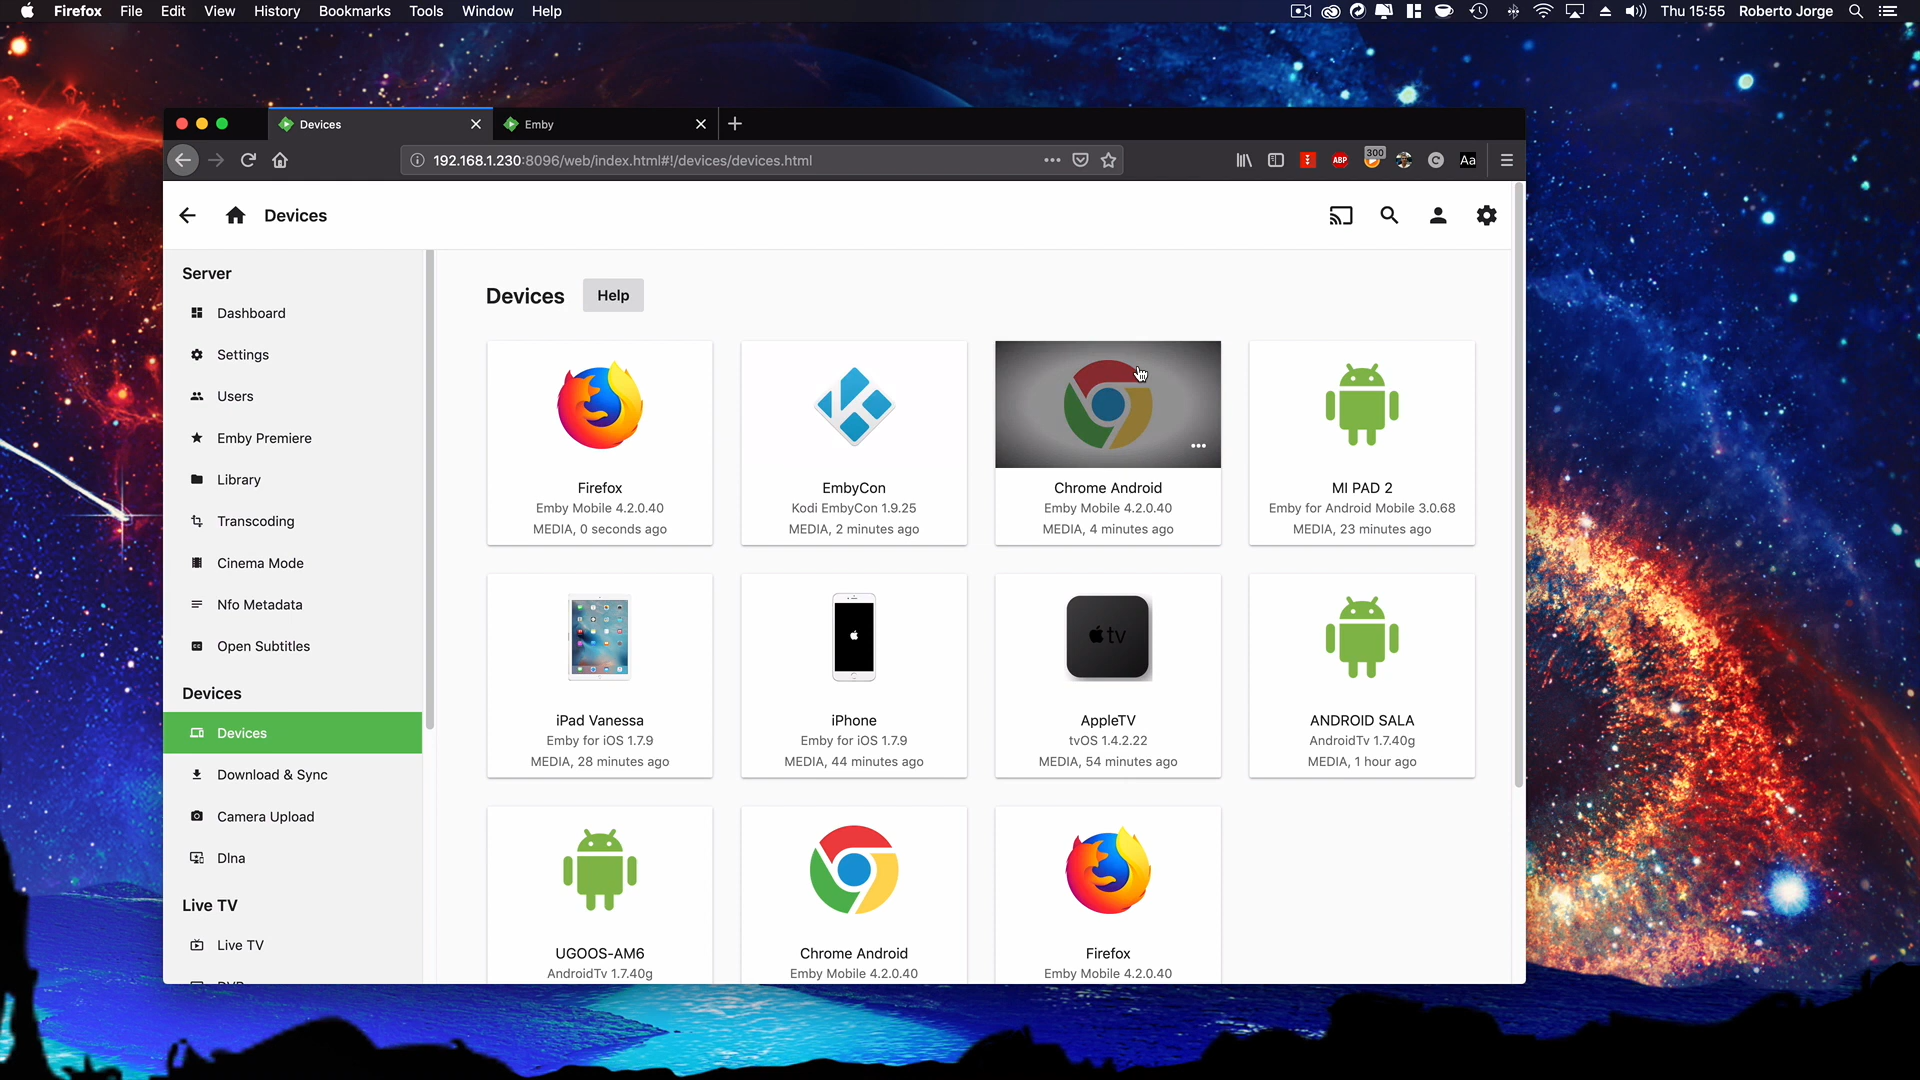 Firefox File Edit View History Bookmarks Tools Window Help
Thu 15:55 Roberto Jorge
Devices
Emby
192.168.1.230:8096/web/index.html#!/devices/devices.html
ABP
300
C
Aa
Devices
Server
Dashboard
Settings
Users
Emby Premiere
Library
Transcoding
Cinema Mode
Nfo Metadata
Open Subtitles
Devices
Devices
Download & Sync
Camera Upload
Dlna
Live TV
Live TV
Devices Help
Firefox
Emby Mobile 4.2.0.40
MEDIA, 0 seconds ago
EmbyCon
Kodi EmbyCon 1.9.25
MEDIA, 2 minutes ago
Chrome Android
Emby Mobile 4.2.0.40
MEDIA, 4 minutes ago
MI PAD 2
Emby for Android Mobile 3.0.68
MEDIA, 23 minutes ago
iPad Vanessa
Emby for iOS 1.7.9
MEDIA, 28 minutes ago
iPhone
Emby for iOS 1.7.9
MEDIA, 44 minutes ago
tv
AppleTV
tvOS 1.4.2.22
MEDIA, 54 minutes ago
ANDROID SALA
AndroidTv 1.7.40g
MEDIA, 1 hour ago
UGOOS-AM6
AndroidTv 1.7.40g
Chrome Android
Emby Mobile 4.2.0.40
Firefox
Emby Mobile 4.2.0.40